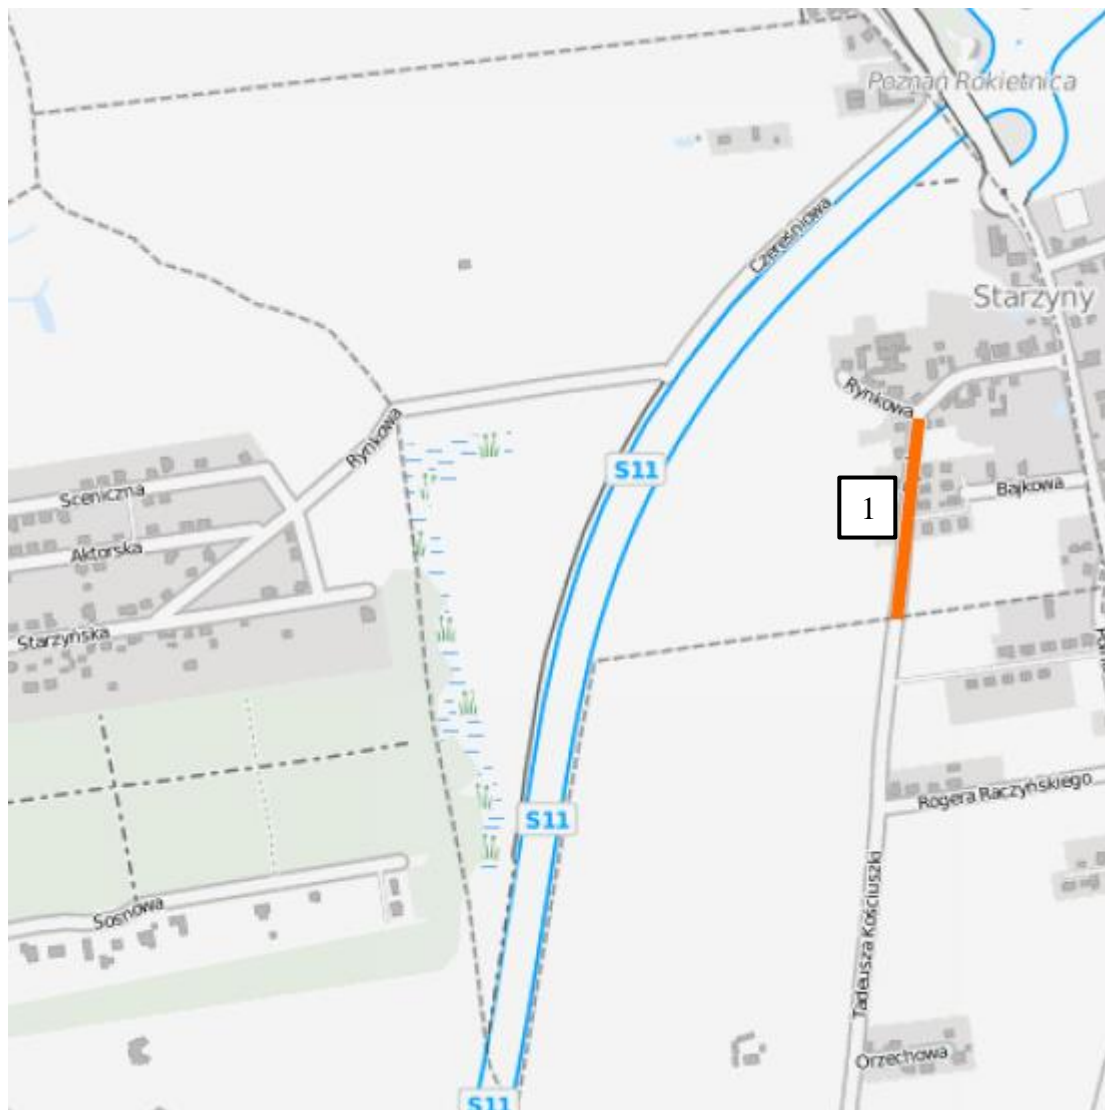 Poznań Rokietnica
Czereśniowa
Starzyny
Rynkowa
Rynkowa
S11
Bajkowa
1
Sceniczna
Aktorska
Starzyńska
Rogera Raczyńskiego
S11
Sosnowa
Tadeusza Kościuszki
Orzechowa
S11